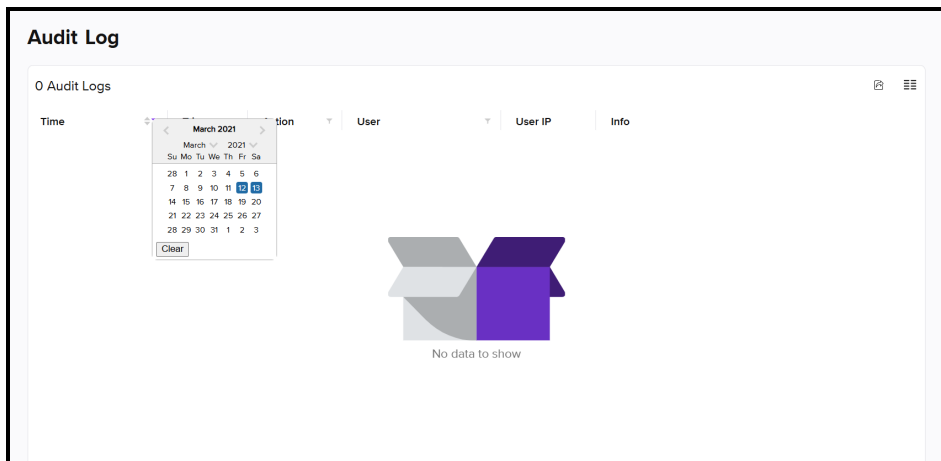 Audit Log
0 Audit Logs
Time User User IP Info
March 2021
March 2021
Su Mo Tu We Th Fr Sa
28 1 2 3 4 5 6
7 8 9 10 11 12 13
14 15 16 17 18 19 20
21 22 23 24 25 26 27
28 29 30 31 1 2 3
Clear
No data to show